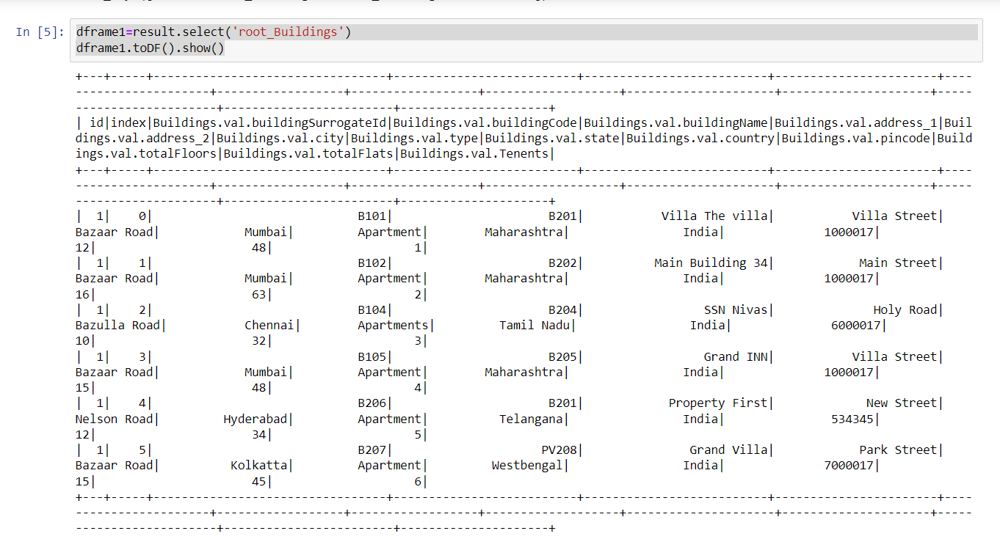 In [5]: dframe1=result.select('root_Buildings')
dframe1.toDF().show()
+---+-----+---------------------------------+--------------------------+--------------------------+-----------------------+----
-------------------+------------------+------------------+-------------------+---------------------+---------------------+-----
--------------------+------------------------+---------------------+
| id|index|Buildings.val.buildingSurrogateId|Buildings.val.buildingCode|Buildings.val.buildingName|Buildings.val.address_1|Buil
dings.val.address_2|Buildings.val.city|Buildings.val.type|Buildings.val.state|Buildings.val.country|Buildings.val.pincode|Build
ings.val.totalFloors|Buildings.val.totalFlats|Buildings.val.Tenents|
+---+-----+---------------------------------+--------------------------+--------------------------+-----------------------+----
-------------------+------------------+------------------+-------------------+---------------------+---------------------+-----
--------------------+------------------------+---------------------+
| 1| 0| B101| B201| Villa The villa| Villa Street|
Bazaar Road| Mumbai| Apartment| Maharashtra| India| 1000017|
12| 48| 1|
| 1| 1| B102| B202| Main Building 34| Main Street|
Bazaar Road| Mumbai| Apartment| Maharashtra| India| 1000017|
16| 63| 2|
| 1| 2| B104| B204| SSN Nivas| Holy Road|
Bazulla Road| Chennai| Apartments| Tamil Nadu| India| 6000017|
10| 32| 3|
| 1| 3| B105| B205| Grand INN| Villa Street|
Bazaar Road| Mumbai| Apartment| Maharashtra| India| 1000017|
15| 48| 4|
| 1| 4| B206| B201| Property First| New Street|
Nelson Road| Hyderabad| Apartment| Telangana| India| 534345|
12| 34| 5|
| 1| 5| B207| PV208| Grand Villa| Park Street|
Bazaar Road| Kolkatta| Apartment| Westbengal| India| 7000017|
15| 45| 6|
+---+-----+---------------------------------+--------------------------+--------------------------+-----------------------+----
-------------------+------------------+------------------+-------------------+---------------------+---------------------+-----
--------------------+------------------------+---------------------+